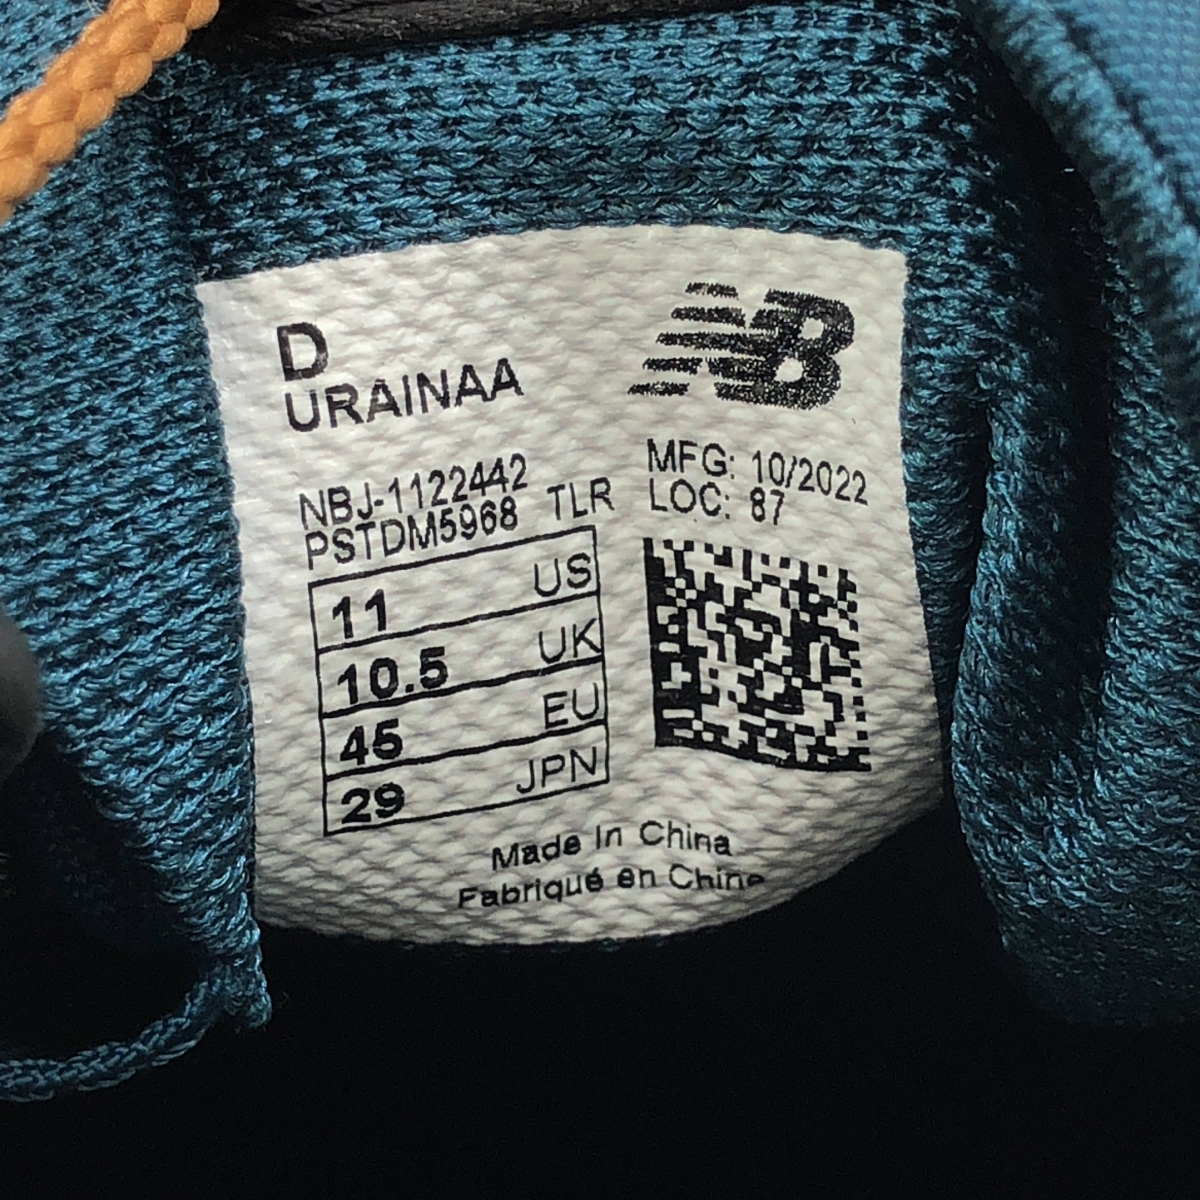 D
URAINAA
NB
NBJ-1122442
PSTDM5968 TLR
MFG: 10/2022
LOC: 87
11 US
10.5 UK
45 EU
29 JPN
Made In China
Fabriqué en Chine